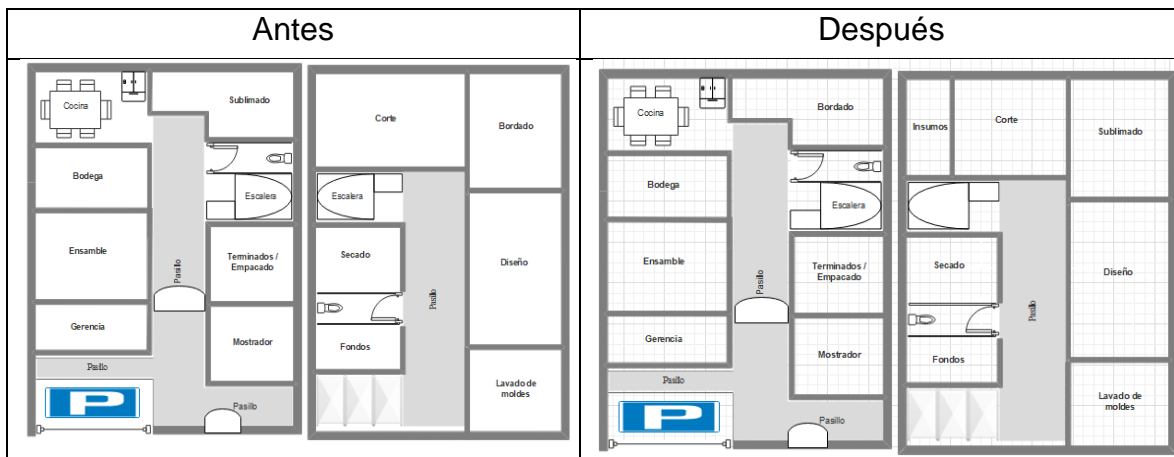 Antes
Después
Cocina
Sublimado
Bodega
Escalera
Ensamble
Terminados /
Empacado
Pasillo
Gerencia
Mostrador
Pasillo
P
Pasillo
Corte
Bordado
Escalera
Secado
Diseño
Pasillo
Fondos
Lavado de
moldes
Cocina
Bordado
Bodega
Escalera
Ensamble
Terminados /
Empacado
Pasillo
Gerencia
Mostrador
Pasillo
P
Pasillo
Insumos
Corte
Sublimado
Secado
Diseño
Pasillo
Fondos
Lavado de
moldes